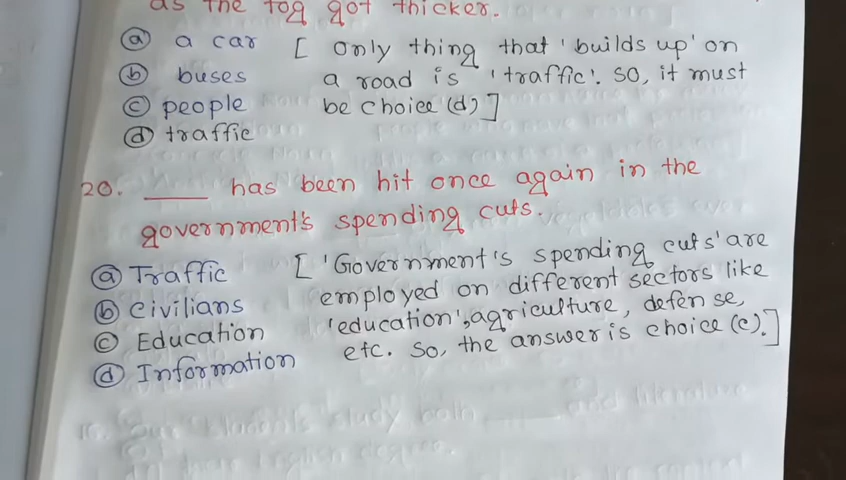 as the fog got thicker.
ⓐ a car [ Only thing that 'builds up' on
ⓑ buses a road is 'traffic'. So, it must
ⓒ people be choice (d) ]
ⓓ traffic
20. ____ has been hit once again in the
government's spending cuts.
ⓐ Traffic [ 'Government's spending cuts' are
ⓑ Civilians employed on different sectors like
ⓒ Education 'education', agriculture, defense,
ⓓ Information etc. So, the answer is choice (c). ]